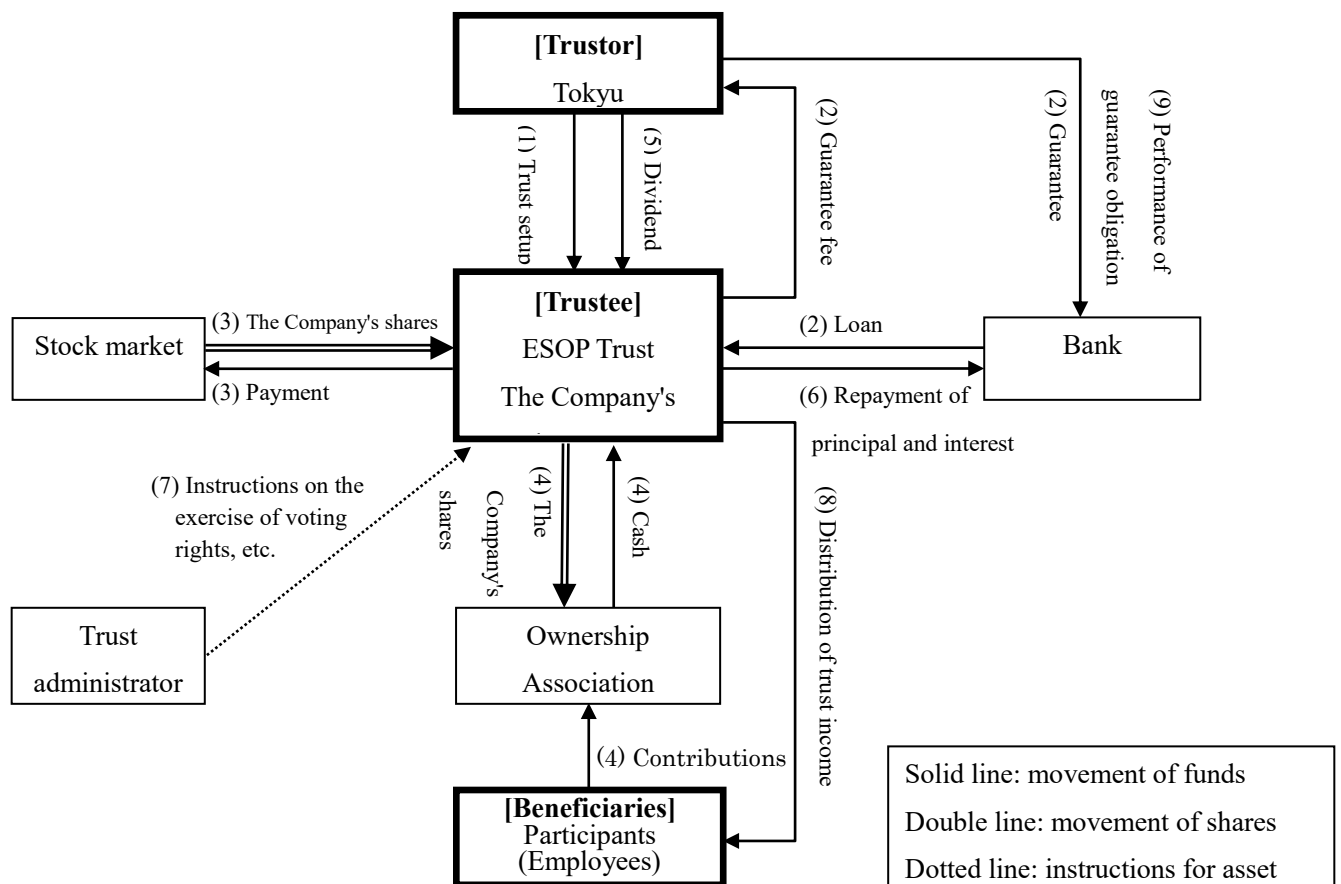 [Trustor]
Tokyu
(1) Trust setup
(5) Dividend
(2) Guarantee fee
(2) Guarantee
(9) Performance of
guarantee obligation
[Trustee]
ESOP Trust
The Company's
Stock market
(3) The Company's shares
(3) Payment
(2) Loan
(6) Repayment of
principal and interest
Bank
(7) Instructions on the
exercise of voting
rights, etc.
(4) The
Company's
shares
(4) Cash
(8) Distribution of trust income
Trust
administrator
Ownership
Association
(4) Contributions
[Beneficiaries]
Participants
(Employees)
Solid line: movement of funds
Double line: movement of shares
Dotted line: instructions for asset